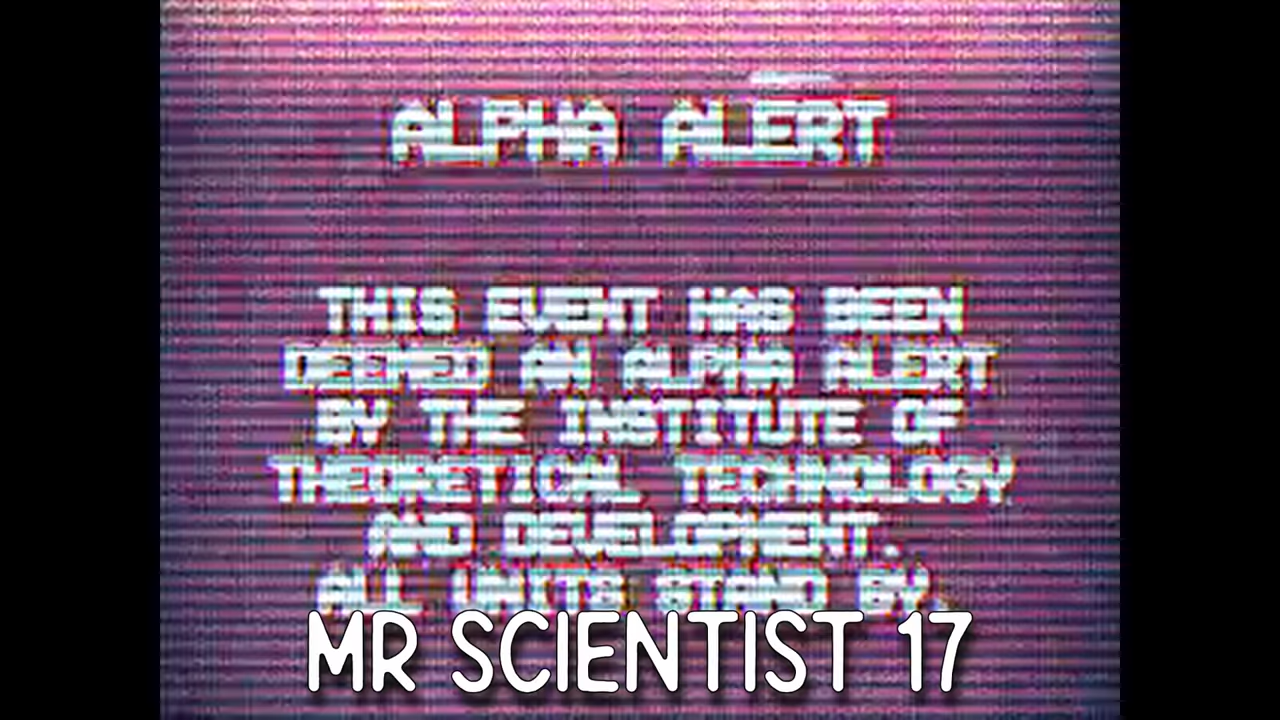 ALPHA ALERT
THIS EVENT HAS BEEN
DEEMED AN ALPHA ALERT
BY THE INSTITUTE OF
THEORETICAL TECHNOLOGY
AND DEVELOPMENT.
ALL UNITS STAND BY.
MR SCIENTIST 17